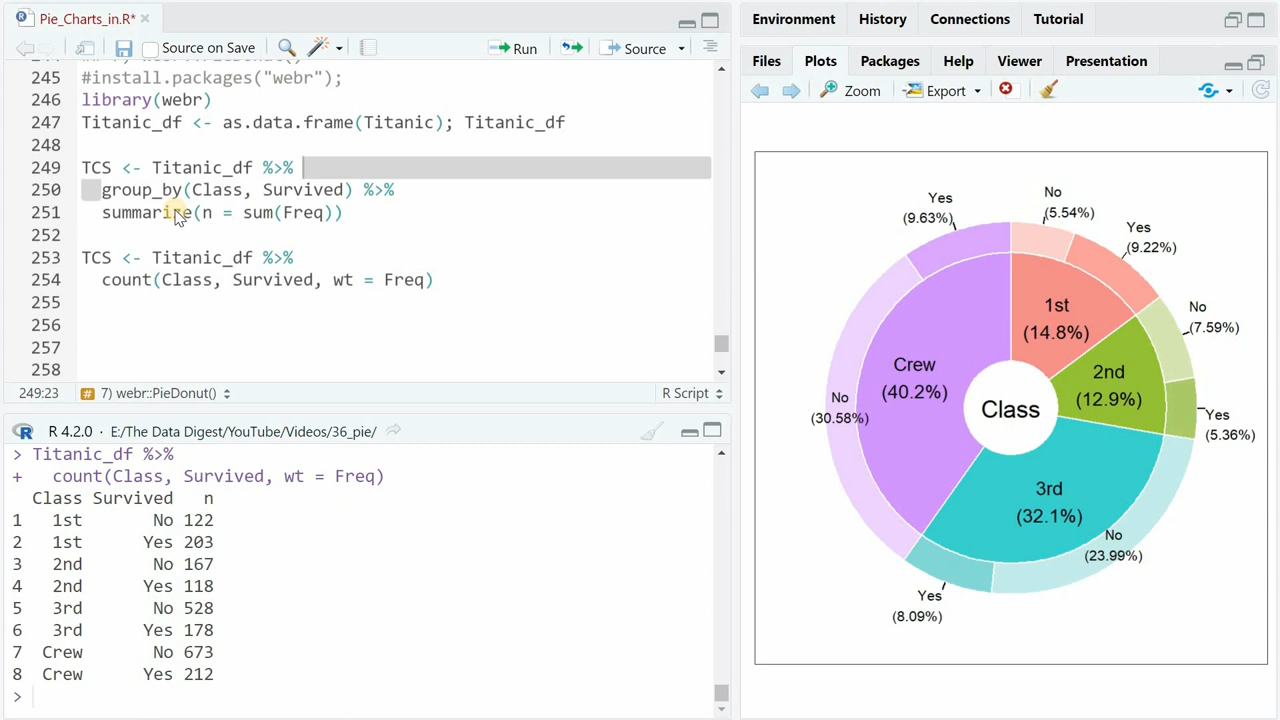 Pie_Charts_in.R*
Source on Save
Run
Source
245 #install.packages("webr");
246 library(webr)
247 Titanic_df <- as.data.frame(Titanic); Titanic_df
248
249 TCS <- Titanic_df %>%
250 group_by(Class, Survived) %>%
251 summarize(n = sum(Freq))
252
253 TCS <- Titanic_df %>%
254 count(Class, Survived, wt = Freq)
255
256
257
258
249:23 # 7) webr::PieDonut() R Script
R 4.2.0 · E:/The Data Digest/YouTube/Videos/36_pie/
> Titanic_df %>%
+ count(Class, Survived, wt = Freq)
Class Survived n
1 1st No 122
2 1st Yes 203
3 2nd No 167
4 2nd Yes 118
5 3rd No 528
6 3rd Yes 178
7 Crew No 673
8 Crew Yes 212
>
Environment History Connections Tutorial
Files Plots Packages Help Viewer Presentation
Zoom Export
Yes
(9.63%)
No
(5.54%)
Yes
(9.22%)
No
(7.59%)
Yes
(5.36%)
No
(23.99%)
Yes
(8.09%)
No
(30.58%)
1st
(14.8%)
2nd
(12.9%)
3rd
(32.1%)
Crew
(40.2%)
Class